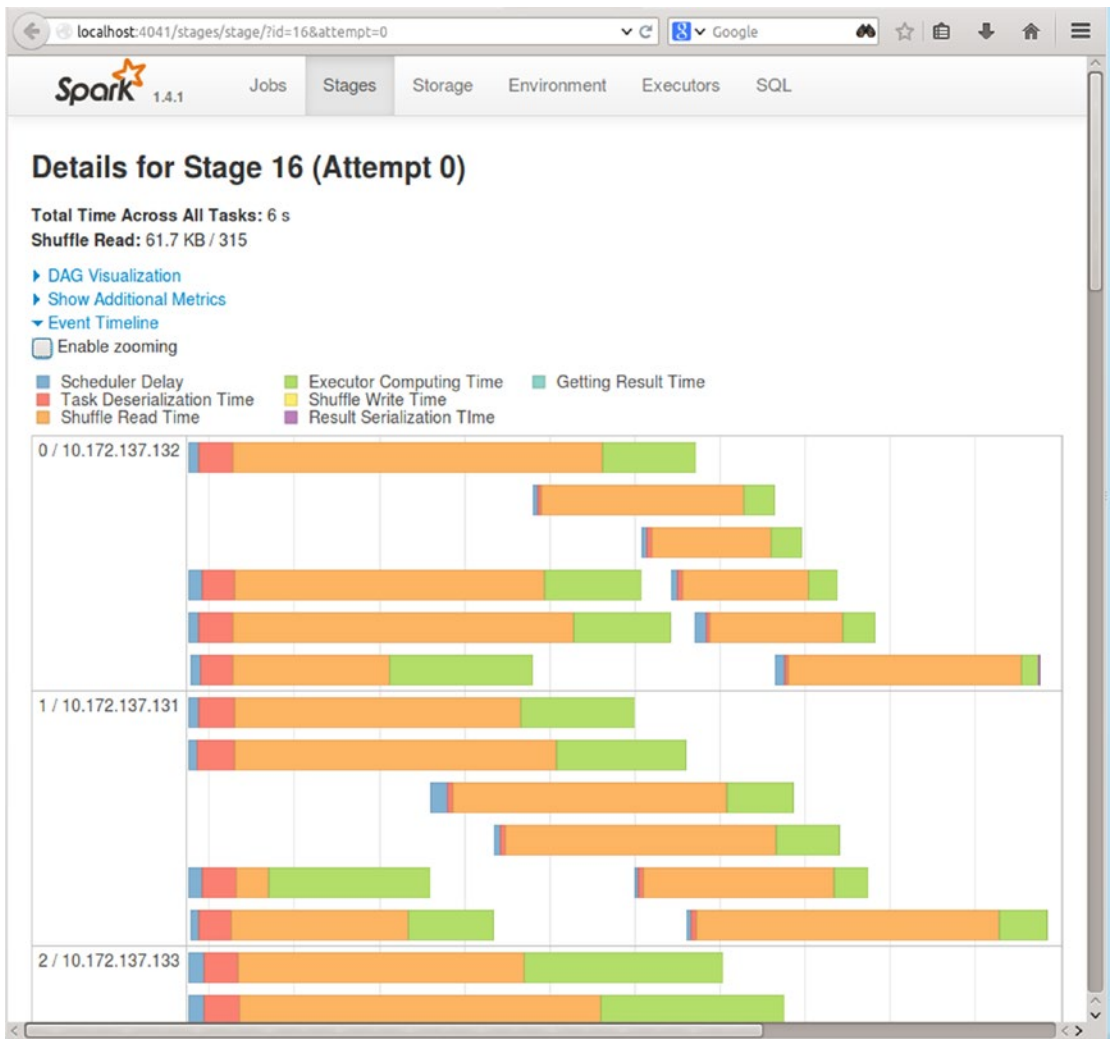 localhost:4041/stages/stage/?id=16&attempt=0
Google
Spark 1.4.1 Jobs Stages Storage Environment Executors SQL
Details for Stage 16 (Attempt 0)
Total Time Across All Tasks: 6 s
Shuffle Read: 61.7 KB / 315
DAG Visualization
Show Additional Metrics
Event Timeline
Enable zooming
Scheduler Delay
Task Deserialization Time
Shuffle Read Time
Executor Computing Time
Shuffle Write Time
Result Serialization TIme
Getting Result Time
0 / 10.172.137.132
1 / 10.172.137.131
2 / 10.172.137.133